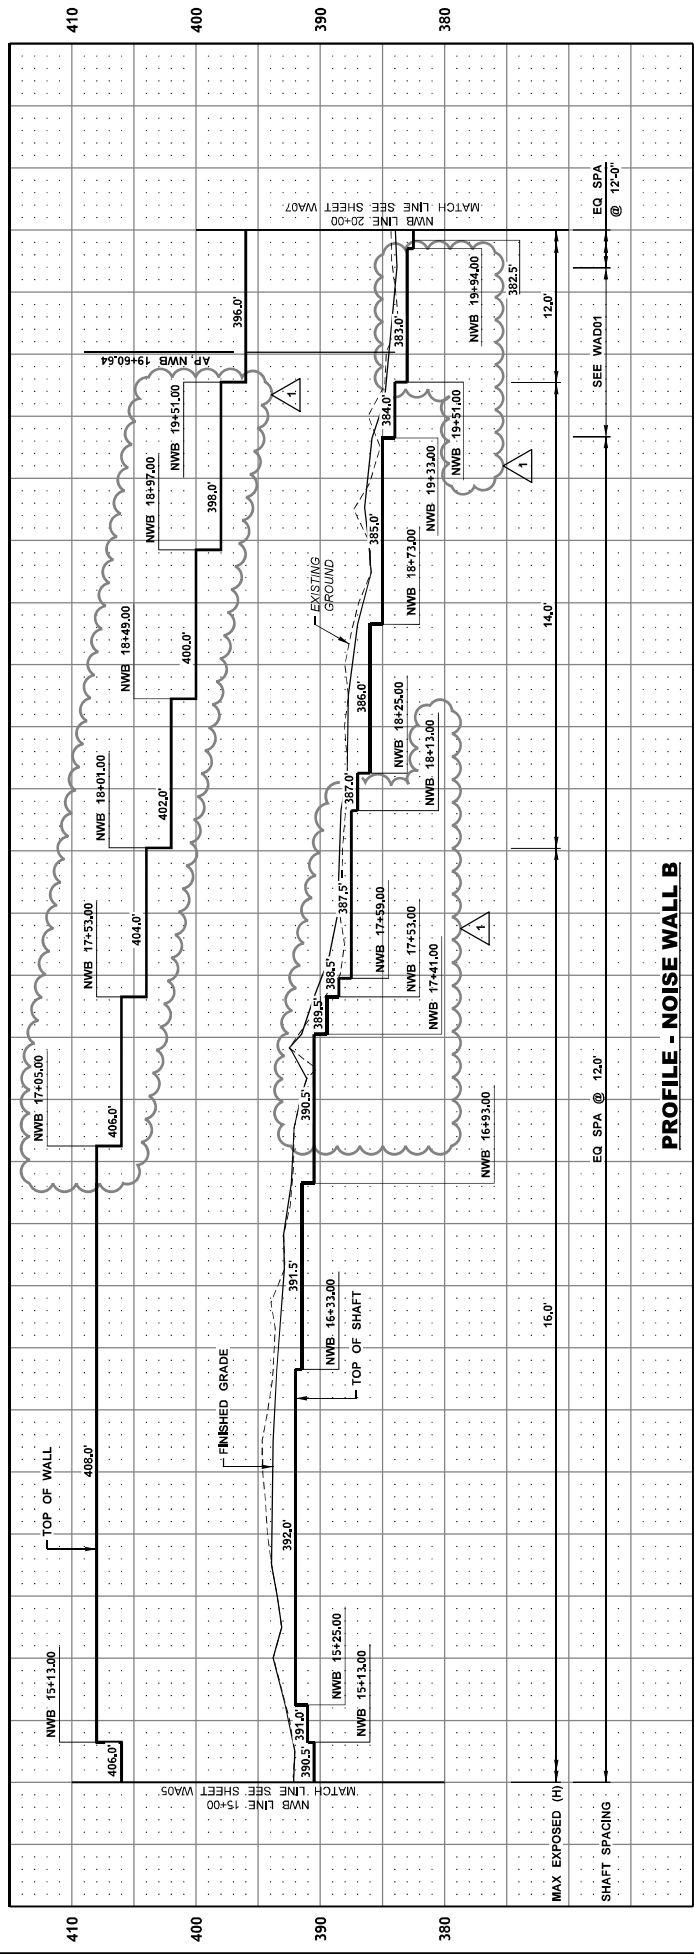 410
400
390
380
MATCH LINE SEE SHEET WA05
NWB LINE 15+00
406.0'
NWB 15+13.00
408.0'
TOP OF WALL
NWB 17+05.00
406.0'
NWB 17+53.00
404.0'
NWB 18+01.00
402.0'
NWB 18+49.00
400.0'
NWB 18+97.00
398.0'
NWB 19+51.00
1
AP, NWB 19+60.64
396.0'
MATCH LINE SEE SHEET WA07
NWB LINE 20+00
390.5'
391.0'
NWB 15+13.00
NWB 15+25.00
392.0'
FINISHED GRADE
TOP OF SHAFT
NWB 16+33.00
391.5'
NWB 16+93.00
390.5'
NWB 17+41.00
389.5'
NWB 17+53.00
388.5'
NWB 17+59.00
387.5'
1
NWB 18+13.00
387.0'
NWB 18+25.00
386.0'
EXISTING
GROUND
NWB 18+73.00
385.0'
NWB 19+33.00
384.0'
NWB 19+51.00
1
383.0'
NWB 19+94.00
382.5'
MAX EXPOSED (H)
16.0'
14.0'
12.0'
SHAFT SPACING
EQ SPA @ 12.0'
SEE WAD01
EQ SPA
@ 12'-0"
410
400
390
380
PROFILE - NOISE WALL B